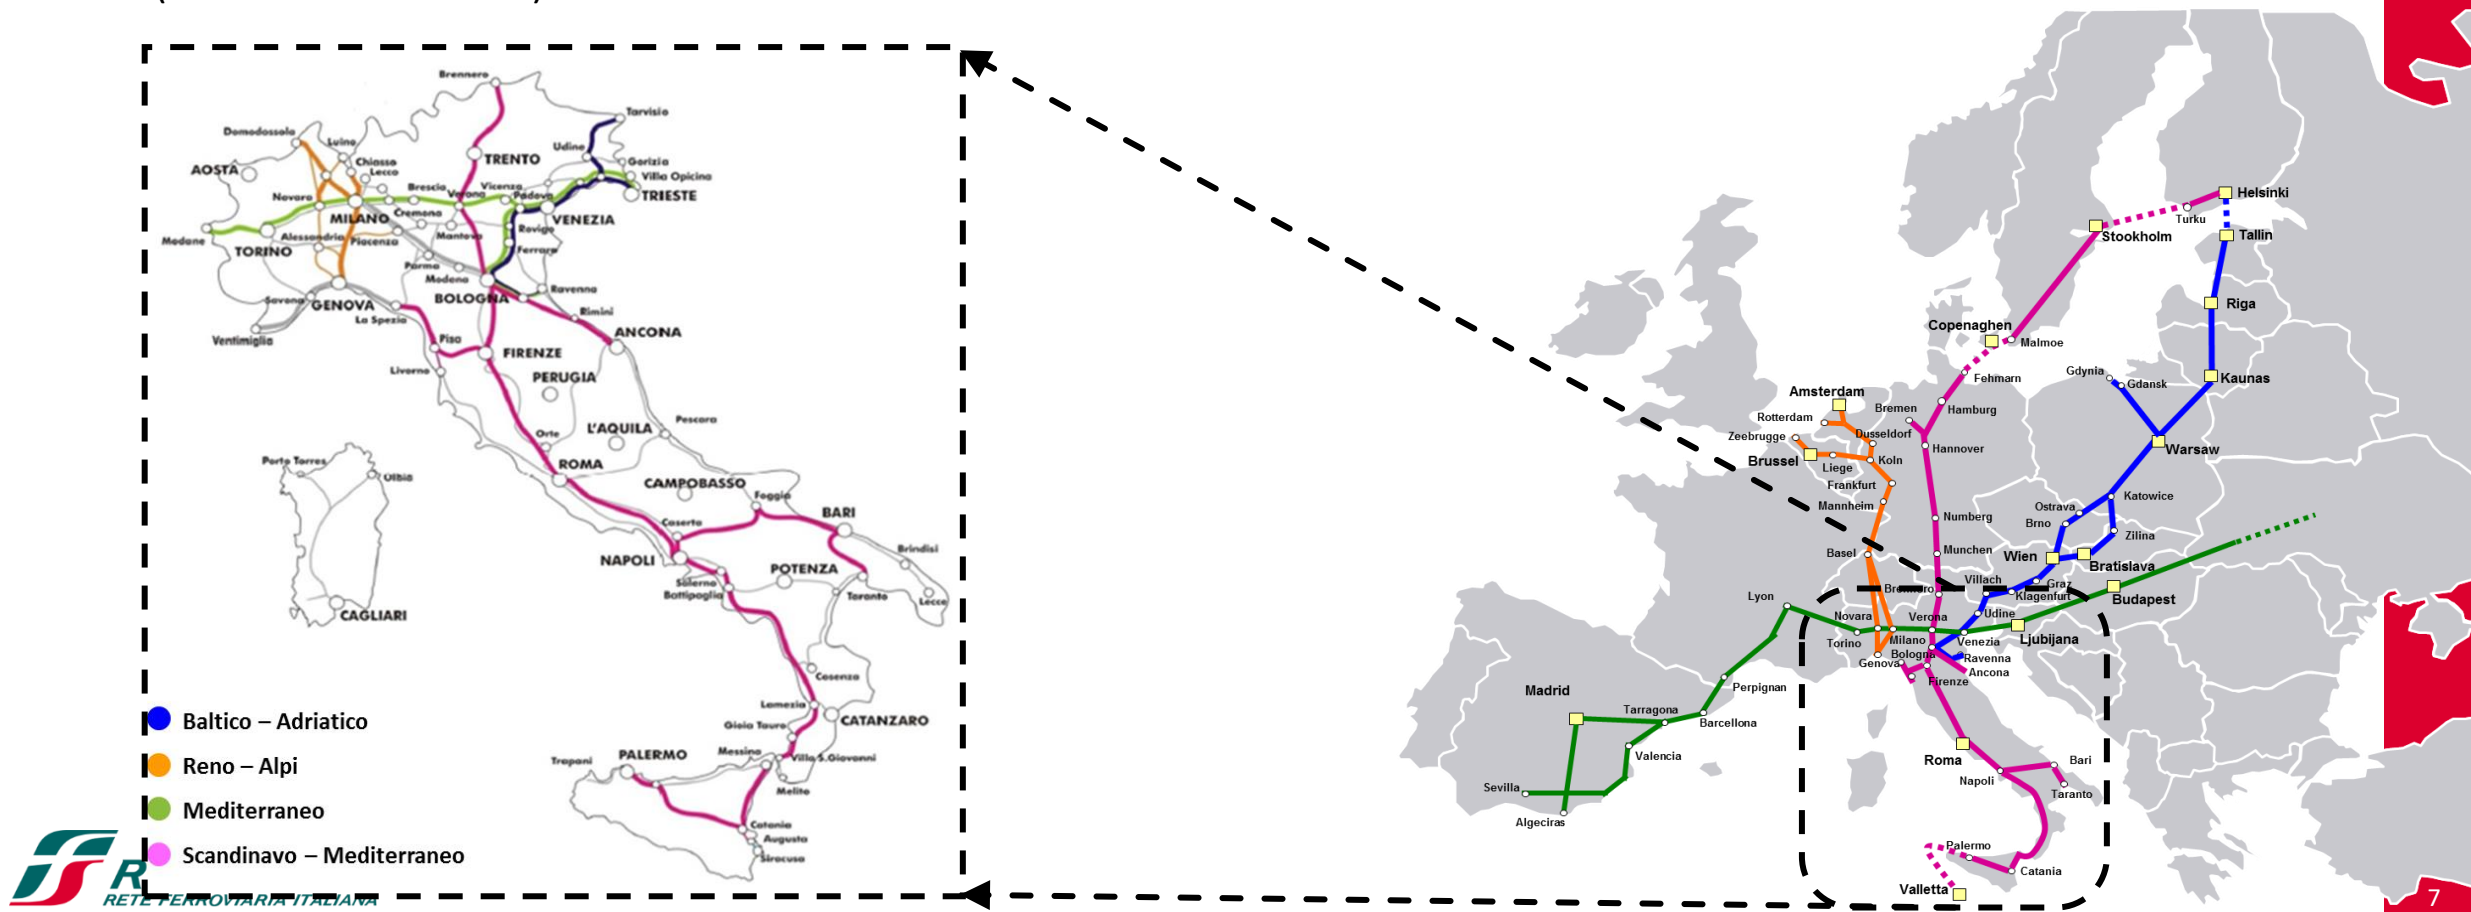 Brennero
Tarvisio
Domodossola
Luino
Udine
Chiasso
TRENTO
Gorizia
AOSTA
Lecco
Villa Opicina
Novara
Brescia
Verona
Vicenza
Padova
TRIESTE
MILANO
Cremona
VENEZIA
Modane
Alessandria
Piacenza
Mantova
Rovigo
TORINO
Ferrara
Parma
Modena
Savona
GENOVA
BOLOGNA
Ravenna
La Spezia
Rimini
Ventimiglia
Pisa
ANCONA
FIRENZE
Livorno
PERUGIA
Orte
L'AQUILA
Pescara
ROMA
Porto Torres
Olbia
CAMPOBASSO
Foggia
Caserta
BARI
NAPOLI
Brindisi
Salerno
POTENZA
Battipaglia
Taranto
Lecce
CAGLIARI
Cosenza
Lamezia
Gioia Tauro
CATANZARO
Messina
Villa S.Giovanni
Trapani
PALERMO
Melito
Catania
Augusta
Siracusa
Baltico – Adriatico
Reno – Alpi
Mediterraneo
Scandinavo – Mediterraneo
R
RETE FERROVIARIA ITALIANA
Helsinki
Turku
Stookholm
Tallin
Riga
Copenaghen
Malmoe
Fehmarn
Gdynia
Gdansk
Kaunas
Amsterdam
Rotterdam
Bremen
Hamburg
Zeebrugge
Dusseldorf
Hannover
Warsaw
Brussel
Liege
Koln
Frankfurt
Mannheim
Katowice
Ostrava
Brno
Numberg
Zilina
Basel
Munchen
Wien
Bratislava
Brennero
Villach
Graz
Klagenfurt
Budapest
Lyon
Novara
Verona
Udine
Torino
Milano
Venezia
Ljubijana
Genova
Bologna
Ravenna
Ancona
Firenze
Perpignan
Madrid
Tarragona
Barcellona
Valencia
Sevilla
Algeciras
Roma
Napoli
Bari
Taranto
Palermo
Catania
Valletta
7